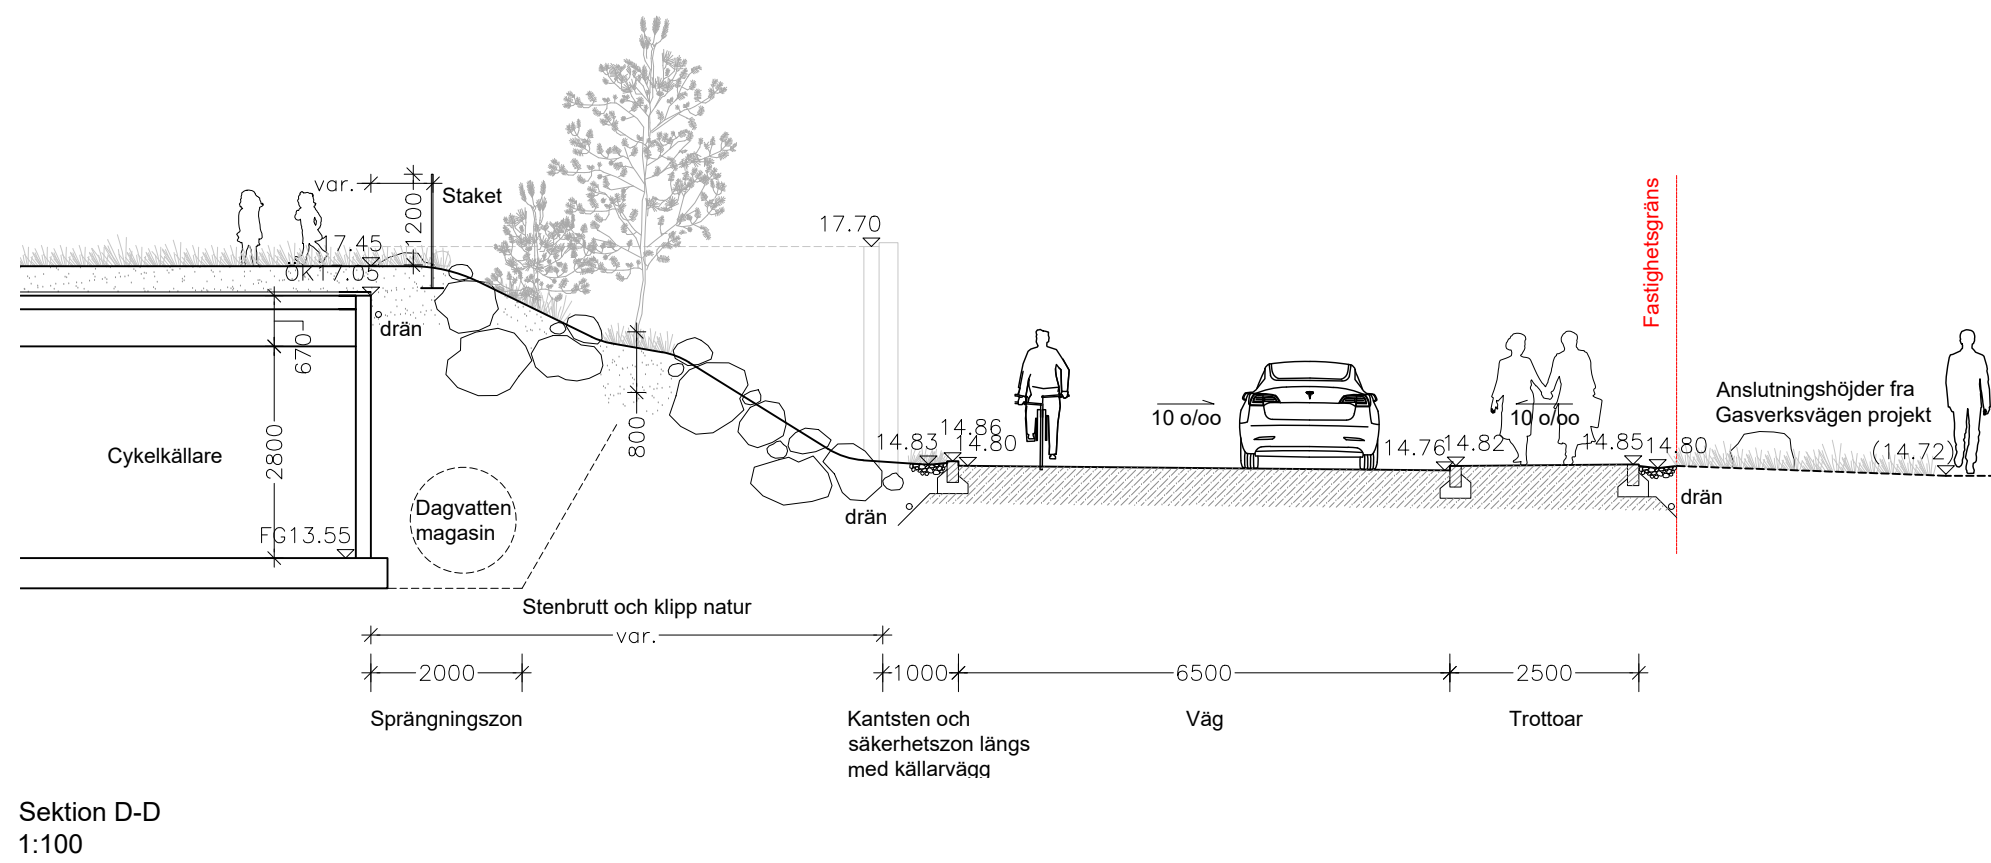 var.
1200
Staket
17.45
17.70
ÖK17.05
drän
670
2800
Cykelkällare
FG13.55
Dagvatten
magasin
800
drän
14.83
14.86
14.80
10 o/oo
14.76
14.82
10 o/oo
14.85
14.80
Fastighetsgräns
Anslutningshöjder fra
Gasverksvägen projekt
(14.72)
drän
Stenbrutt och klipp natur
var.
2000
1000
6500
2500
Sprängningszon
Kantsten och
säkerhetszon längs
med källarvägg
Väg
Trottoar
Sektion D-D
1:100